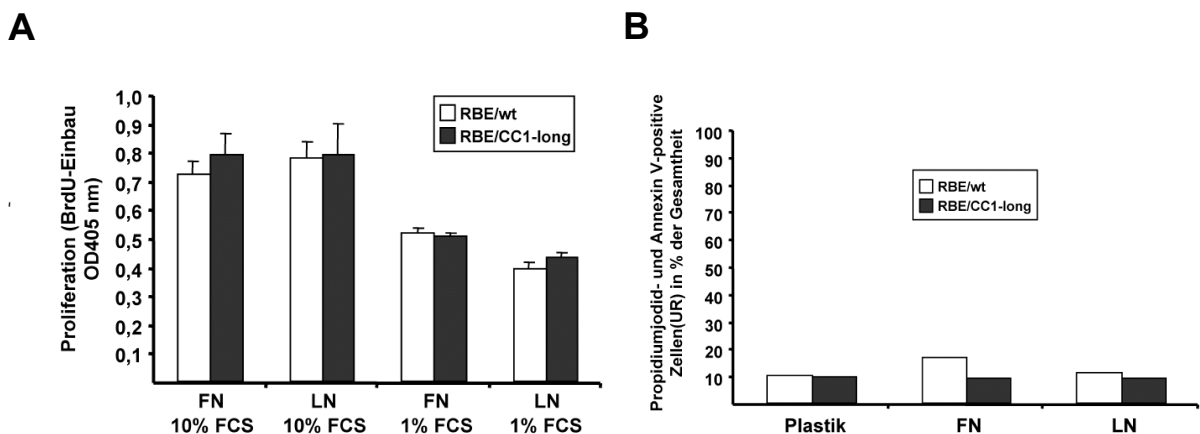 A
Proliferation (BrdU-Einbau
OD405 nm)
1,0
0,9
0,8
0,7
0,6
0,5
0,4
0,3
0,2
0,1
RBE/wt
RBE/CC1-long
FN
10% FCS
LN
10% FCS
FN
1% FCS
LN
1% FCS
B
Propidiumjodid- und Annexin V-positive
Zellen(UR) in % der Gesamtheit
100
90
80
70
60
50
40
30
20
10
RBE/wt
RBE/CC1-long
Plastik
FN
LN